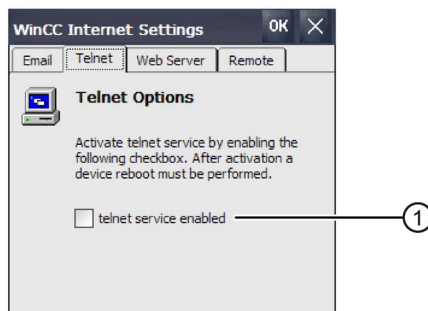 WinCC Internet Settings OK
Email Telnet Web Server Remote
Telnet Options
Activate telnet service by enabling the
following checkbox. After activation a
device reboot must be performed.
telnet service enabled
1